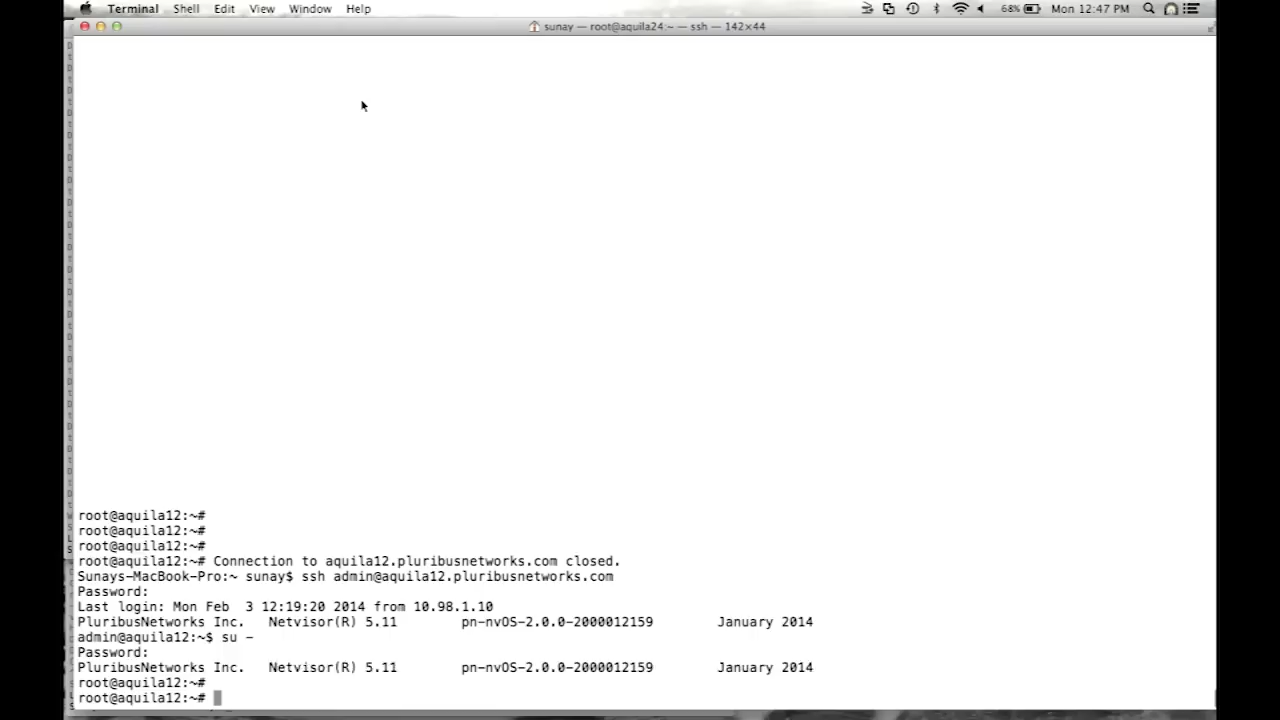 Terminal Shell Edit View Window Help 68% Mon 12:47 PM
sunay — root@aquila24:~ — ssh — 142×44
root@aquila12:~#
root@aquila12:~#
root@aquila12:~#
root@aquila12:~# Connection to aquila12.pluribusnetworks.com closed.
Sunays-MacBook-Pro:~ sunay$ ssh admin@aquila12.pluribusnetworks.com
Password:
Last login: Mon Feb  3 12:19:20 2014 from 10.98.1.10
PluribusNetworks Inc.   Netvisor(R) 5.11        pn-nvOS-2.0.0-2000012159        January 2014
admin@aquila12:~$ su -
Password:
PluribusNetworks Inc.   Netvisor(R) 5.11        pn-nvOS-2.0.0-2000012159        January 2014
root@aquila12:~#
root@aquila12:~#